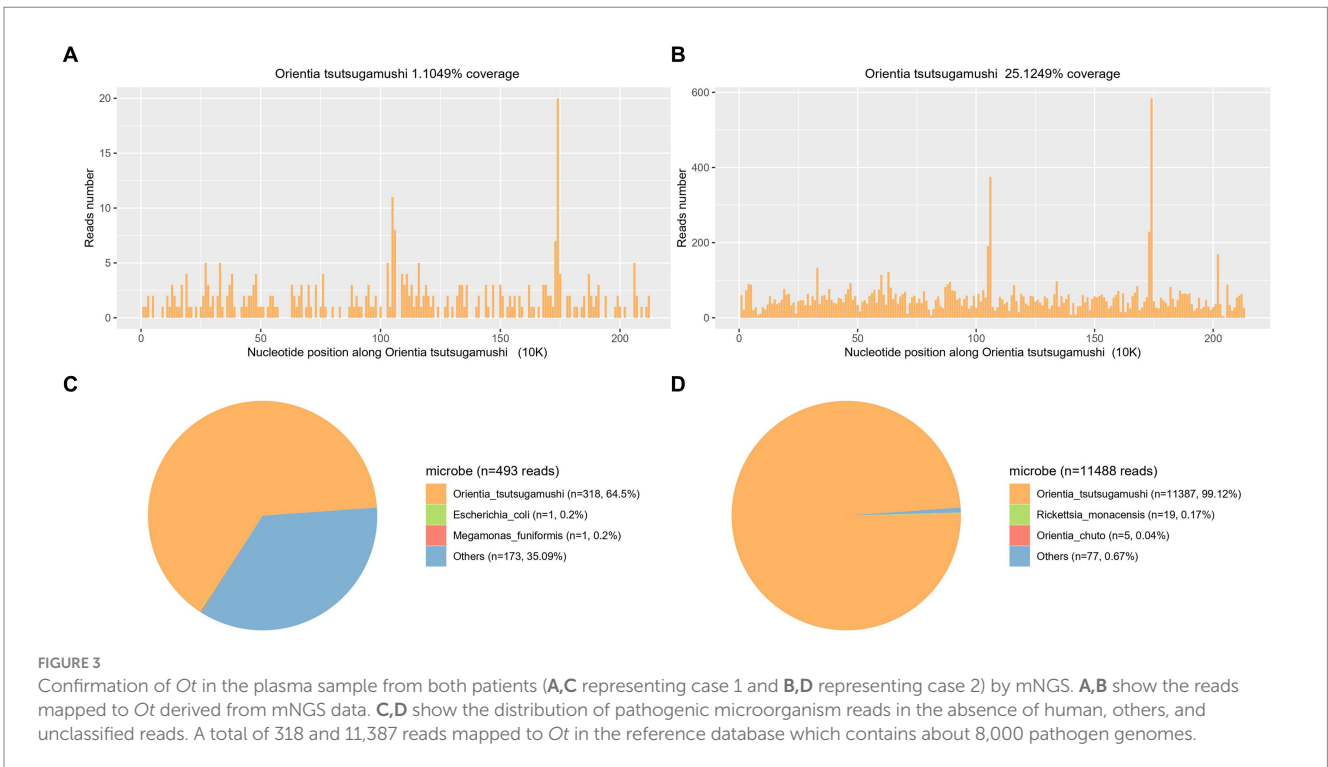 A
Orientia tsutsugamushi 1.1049% coverage
20
15
10
5
0
Reads number
0 50 100 150 200
Nucleotide position along Orientia tsutsugamushi (10K)
B
Orientia tsutsugamushi 25.1249% coverage
600
400
200
0
Reads number
0 50 100 150 200
Nucleotide position along Orientia tsutsugamushi (10K)
C
microbe (n=493 reads)
Orientia_tsutsugamushi (n=318, 64.5%)
Escherichia_coli (n=1, 0.2%)
Megamonas_funiformis (n=1, 0.2%)
Others (n=173, 35.09%)
D
microbe (n=11488 reads)
Orientia_tsutsugamushi (n=11387, 99.12%)
Rickettsia_monacensis (n=19, 0.17%)
Orientia_chuto (n=5, 0.04%)
Others (n=77, 0.67%)
FIGURE 3
Confirmation of Ot in the plasma sample from both patients (A,C representing case 1 and B,D representing case 2) by mNGS. A,B show the reads
mapped to Ot derived from mNGS data. C,D show the distribution of pathogenic microorganism reads in the absence of human, others, and
unclassified reads. A total of 318 and 11,387 reads mapped to Ot in the reference database which contains about 8,000 pathogen genomes.